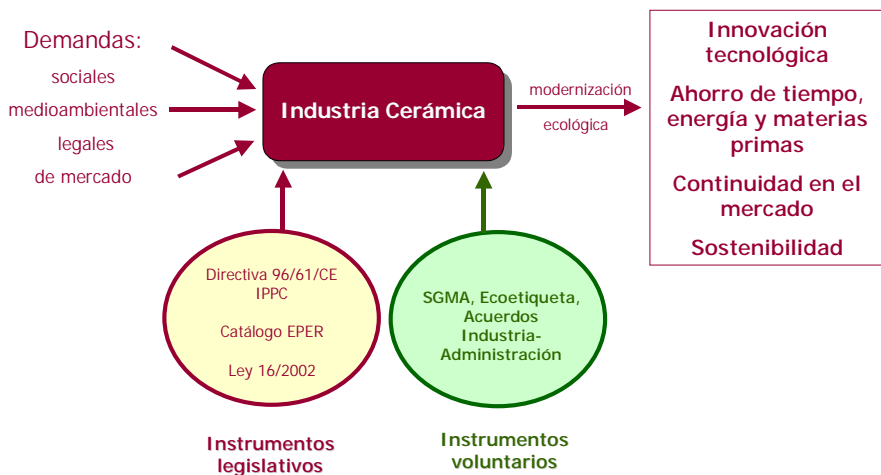 Demandas:
sociales
medioambientales
legales
de mercado
Industria Cerámica
modernización
ecológica
Innovación
tecnológica
Ahorro de tiempo,
energía y materias
primas
Continuidad en el
mercado
Sostenibilidad
Directiva 96/61/CE
IPPC
Catálogo EPER
Ley 16/2002
SGMA, Ecoetiqueta,
Acuerdos
Industria-
Administración
Instrumentos
legislativos
Instrumentos
voluntarios